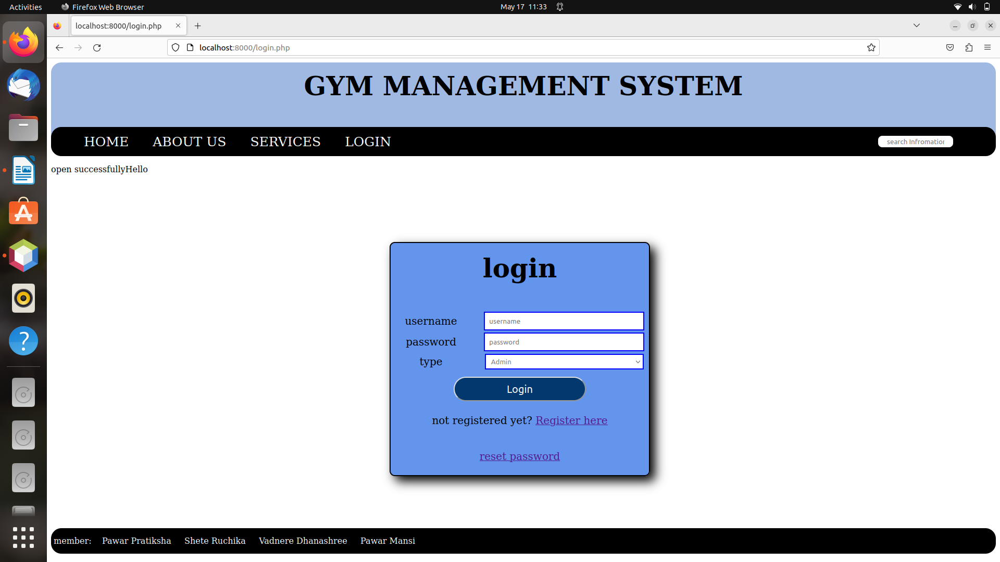 Activities Firefox Web Browser May 17 11:33
localhost:8000/login.php
localhost:8000/login.php
GYM MANAGEMENT SYSTEM
HOME ABOUT US SERVICES LOGIN search Infromation
open successfullyHello
login
username username
password password
type Admin
Login
not registered yet? Register here
reset password
member: Pawar Pratiksha Shete Ruchika Vadnere Dhanashree Pawar Mansi